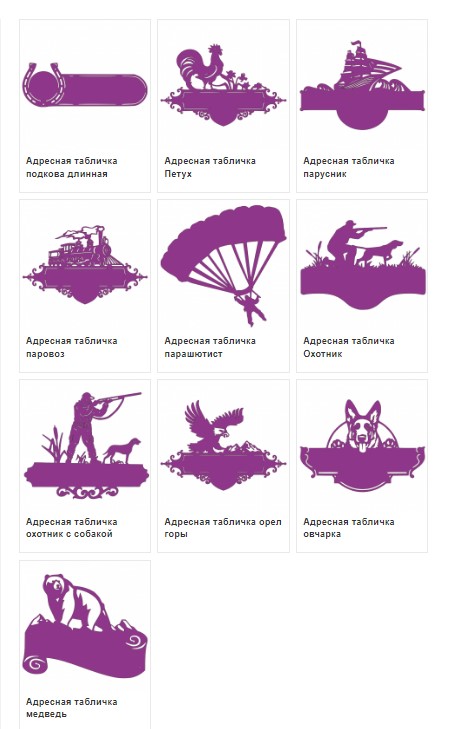 Адресная табличка
подкова длинная
Адресная табличка
Петух
Адресная табличка
парусник
Адресная табличка
паровоз
Адресная табличка
парашютист
Адресная табличка
Охотник
Адресная табличка
охотник с собакой
Адресная табличка орел
горы
Адресная табличка
овчарка
Адресная табличка
медведь